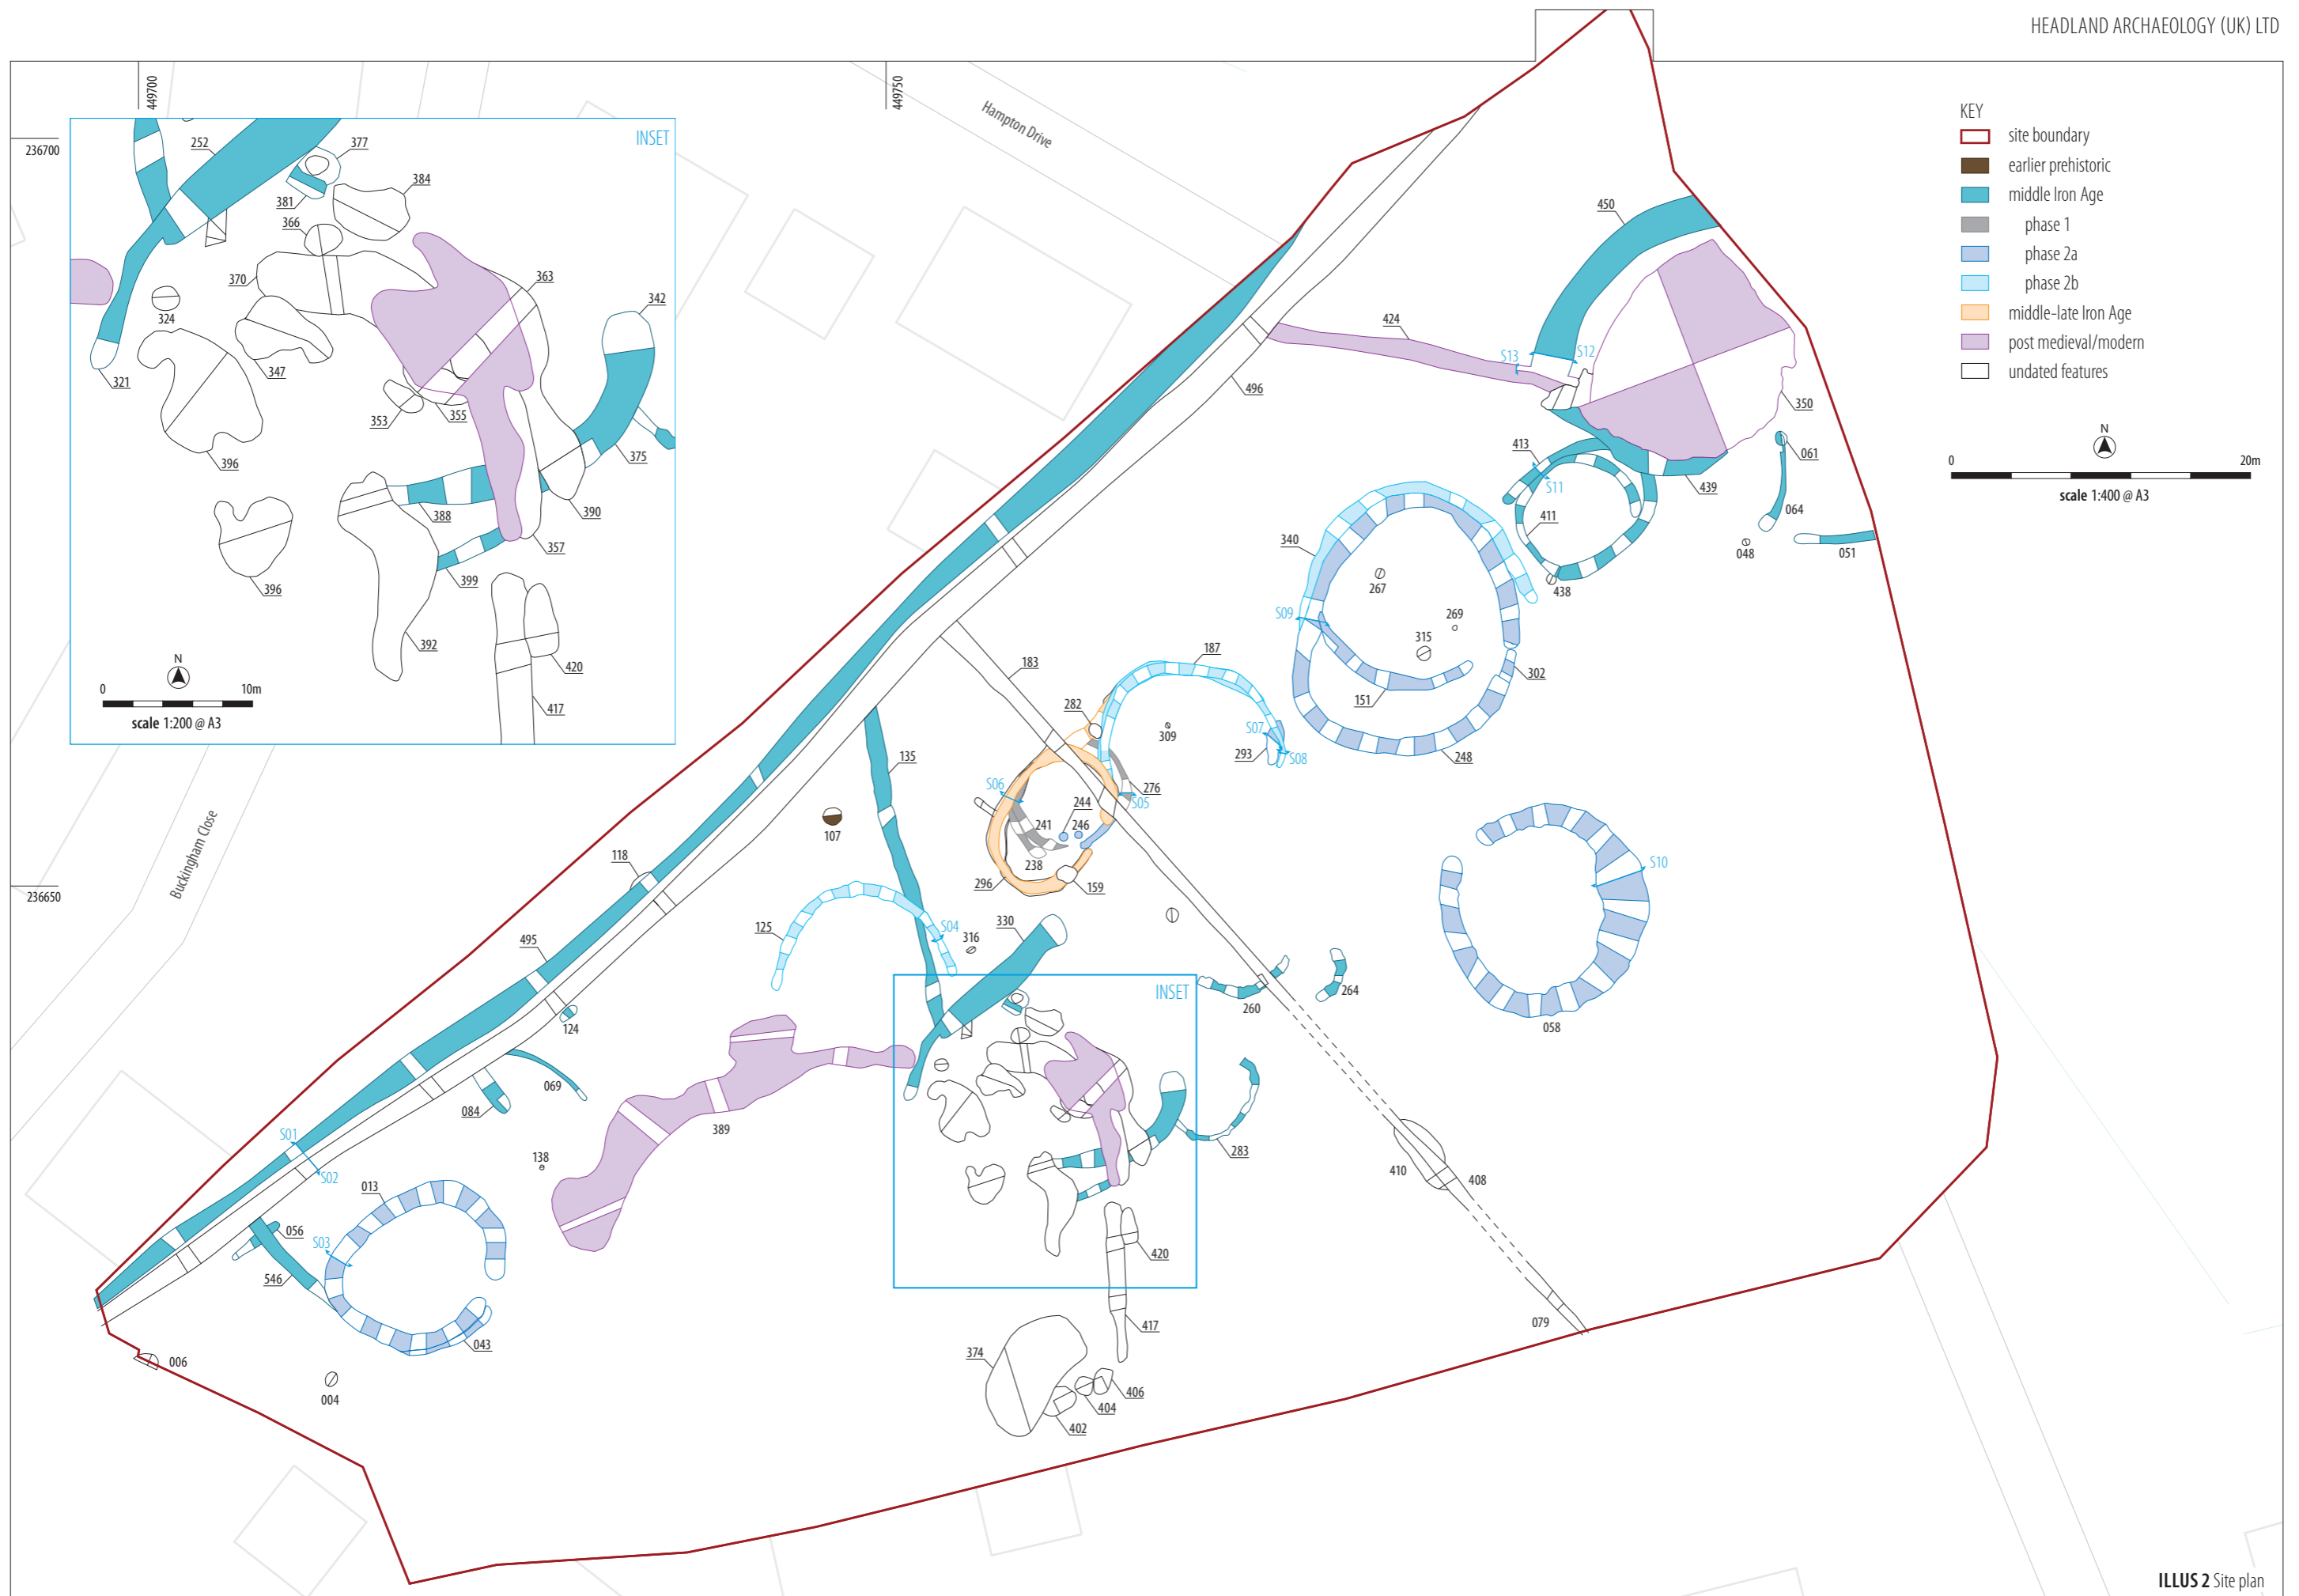 HEADLAND ARCHAEOLOGY (UK) LTD
449700
449750
236700
236650
Hampton Drive
Buckingham Close
KEY
site boundary
earlier prehistoric
middle Iron Age
phase 1
phase 2a
phase 2b
middle-late Iron Age
post medieval/modern
undated features
N
0
20m
scale 1:400 @ A3
INSET
252
377
384
381
366
370
363
342
324
347
321
353
355
375
396
388
390
396
399
357
392
420
417
N
0
10m
scale 1:200 @ A3
450
424
S13
S12
496
350
413
061
S11
439
411
064
340
048
051
267
438
S09
269
315
183
187
302
151
282
S07
309
293
S08
248
135
S06
276
244
S05
241
246
107
238
S10
118
296
159
125
S04
330
495
316
INSET
260
264
124
058
069
084
389
S01
138
283
S02
410
408
013
056
S03
546
420
043
079
417
006
374
004
406
404
402
ILLUS 2 Site plan